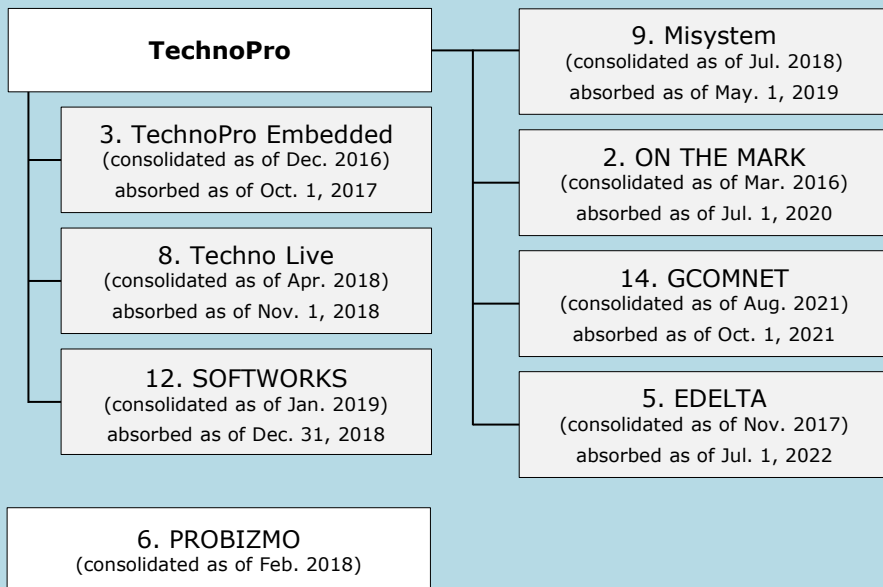 TechnoPro
3. TechnoPro Embedded
(consolidated as of Dec. 2016)
absorbed as of Oct. 1, 2017
8. Techno Live
(consolidated as of Apr. 2018)
absorbed as of Nov. 1, 2018
12. SOFTWORKS
(consolidated as of Jan. 2019)
absorbed as of Dec. 31, 2018
9. Misystem
(consolidated as of Jul. 2018)
absorbed as of May. 1, 2019
2. ON THE MARK
(consolidated as of Mar. 2016)
absorbed as of Jul. 1, 2020
14. GCOMNET
(consolidated as of Aug. 2021)
absorbed as of Oct. 1, 2021
5. EDELTA
(consolidated as of Nov. 2017)
absorbed as of Jul. 1, 2022
6. PROBIZMO
(consolidated as of Feb. 2018)